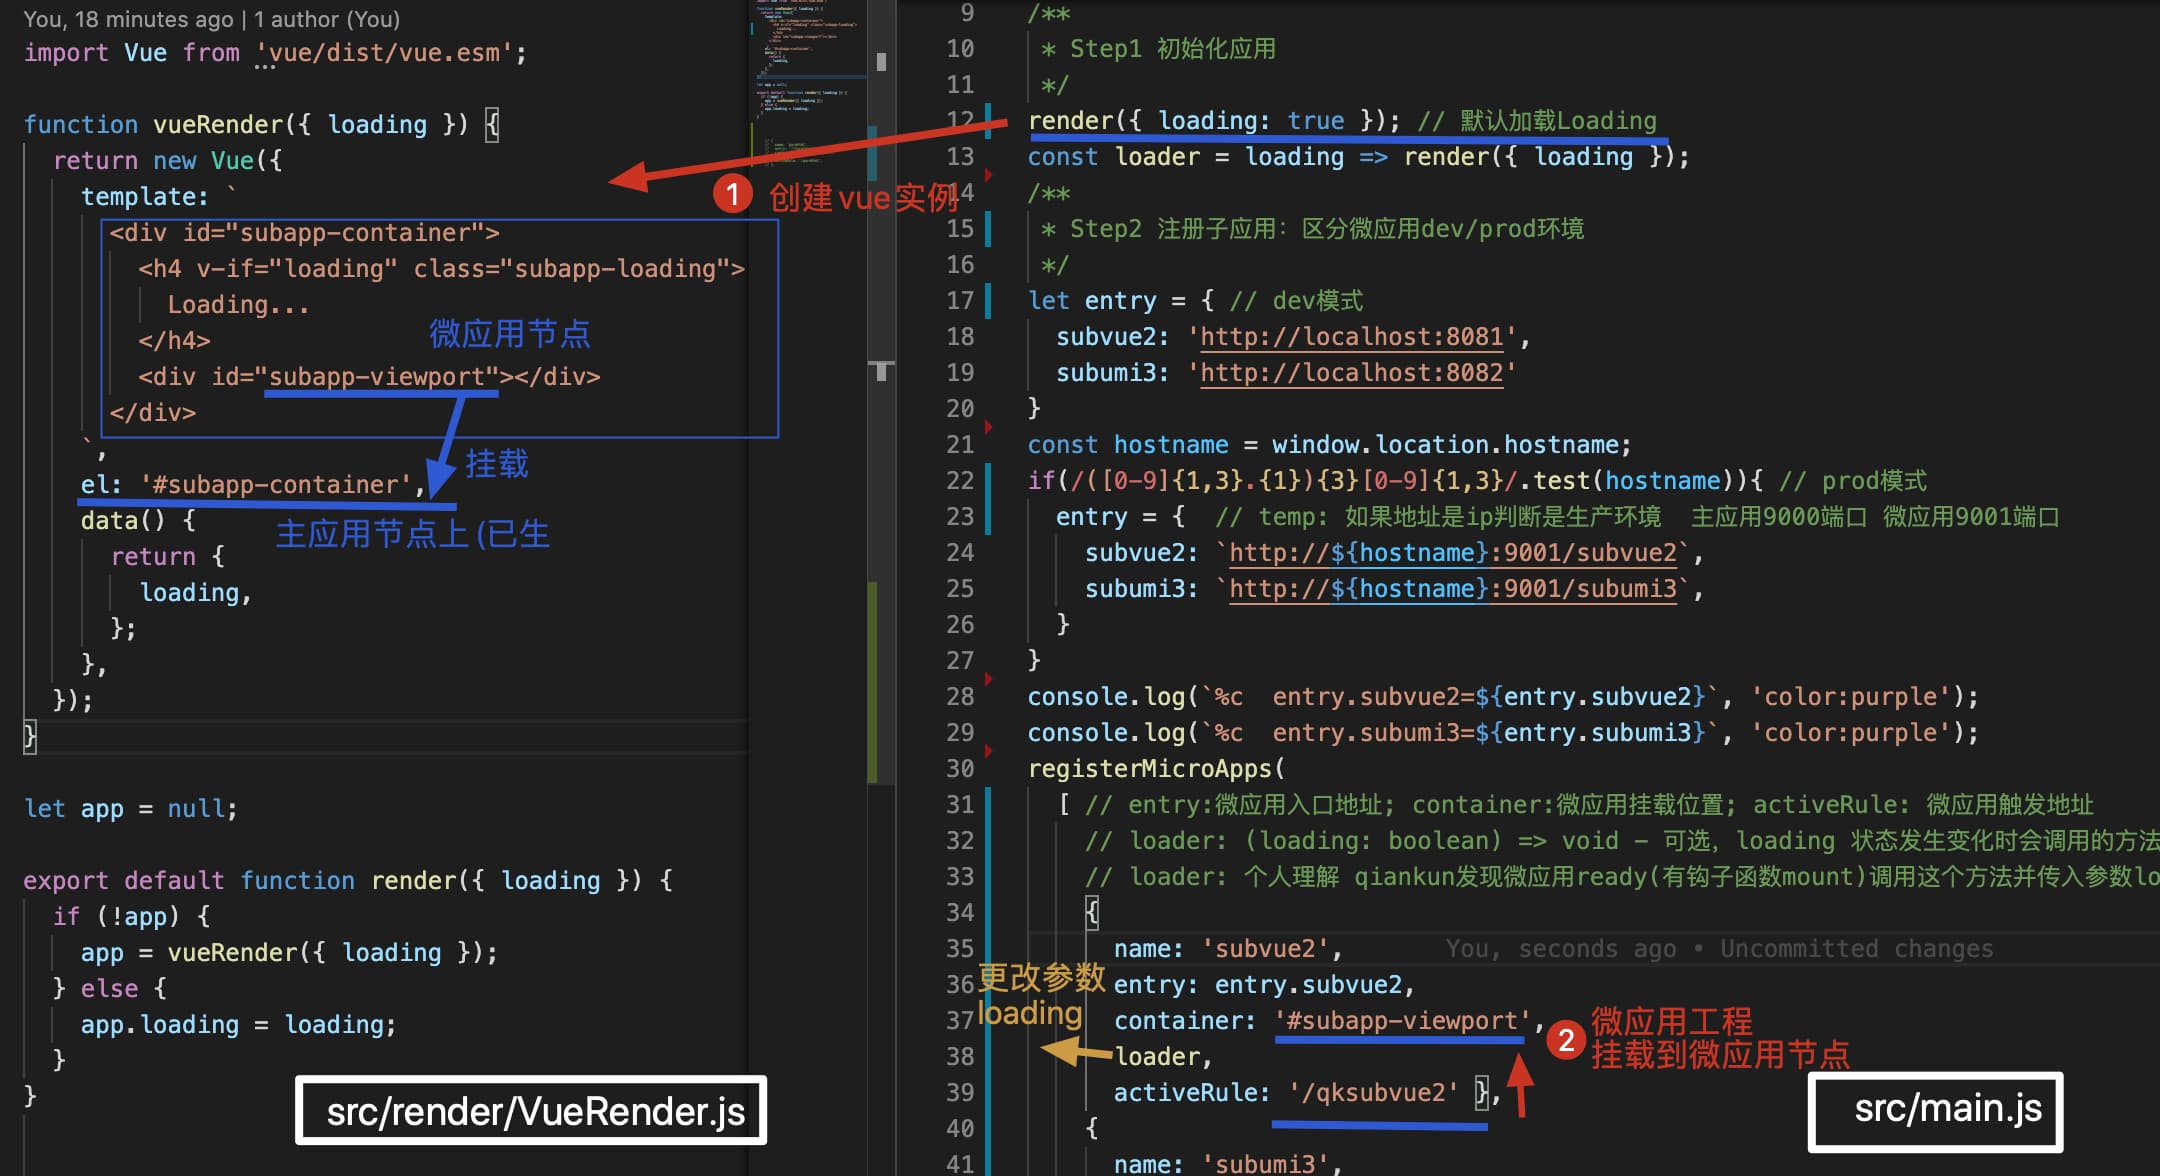 You, 18 minutes ago | 1 author (You)
import Vue from 'vue/dist/vue.esm';
function vueRender({ loading }) {
return new Vue({
template: `
<div id="subapp-container">
<h4 v-if="loading" class="subapp-loading">
Loading...
</h4>
微应用节点
<div id="subapp-viewport"></div>
</div>
`,
挂载
el: '#subapp-container',
data() {
主应用节点上(已生
return {
loading,
};
},
});
}
let app = null;
export default function render({ loading }) {
if (!app) {
app = vueRender({ loading });
} else {
app.loading = loading;
}
}
src/render/VueRender.js
1 创建vue实例
9 /**
10 * Step1 初始化应用
11 */
12 render({ loading: true }); // 默认加载Loading
13 const loader = loading => render({ loading });
14 /**
15 * Step2 注册子应用：区分微应用dev/prod环境
16 */
17 let entry = { // dev模式
18 subvue2: 'http://localhost:8081',
19 subumi3: 'http://localhost:8082'
20 }
21 const hostname = window.location.hostname;
22 if(/([0-9]{1,3}.{1}){3}[0-9]{1,3}/.test(hostname)){ // prod模式
23 entry = { // temp: 如果地址是ip判断是生产环境 主应用9000端口 微应用9001端口
24 subvue2: `http://${hostname}:9001/subvue2`,
25 subumi3: `http://${hostname}:9001/subumi3`,
26 }
27 }
28 console.log(`%c entry.subvue2=${entry.subvue2}`, 'color:purple');
29 console.log(`%c entry.subumi3=${entry.subumi3}`, 'color:purple');
30 registerMicroApps(
31 [ // entry:微应用入口地址; container:微应用挂载位置; activeRule: 微应用触发地址
32 // loader: (loading: boolean) => void - 可选，loading 状态发生变化时会调用的方法
33 // loader: 个人理解 qiankun发现微应用ready(有钩子函数mount)调用这个方法并传入参数lo
34 {
35 name: 'subvue2', You, seconds ago • Uncommitted changes
36 entry: entry.subvue2,
37 container: '#subapp-viewport',
38 loader,
39 activeRule: '/qksubvue2' },
40 {
41 name: 'subumi3',
更改参数
loading
2 微应用工程
挂载到微应用节点
src/main.js